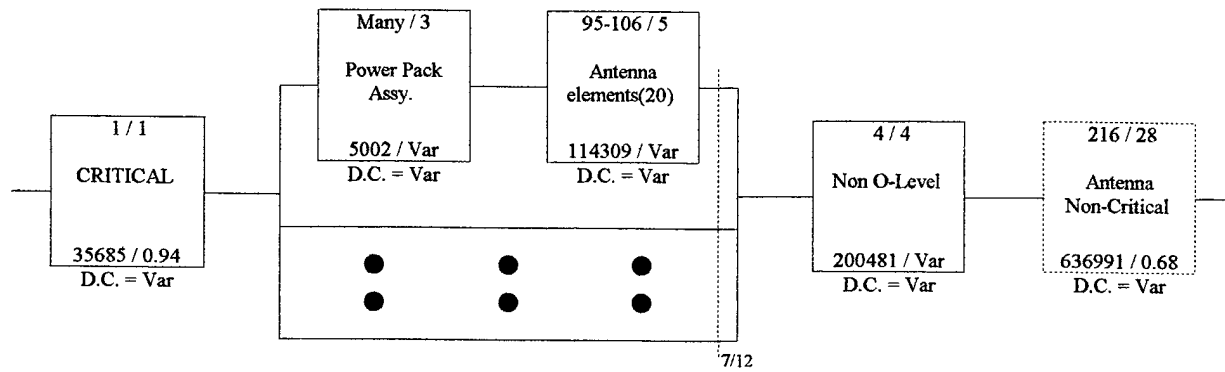 Many / 3
Power Pack
Assy.
5002 / Var
D.C. = Var
95-106 / 5
Antenna
elements(20)
114309 / Var
D.C. = Var
1 / 1
CRITICAL
35685 / 0.94
D.C. = Var
4 / 4
Non O-Level
200481 / Var
D.C. = Var
216 / 28
Antenna
Non-Critical
636991 / 0.68
D.C. = Var
7/12